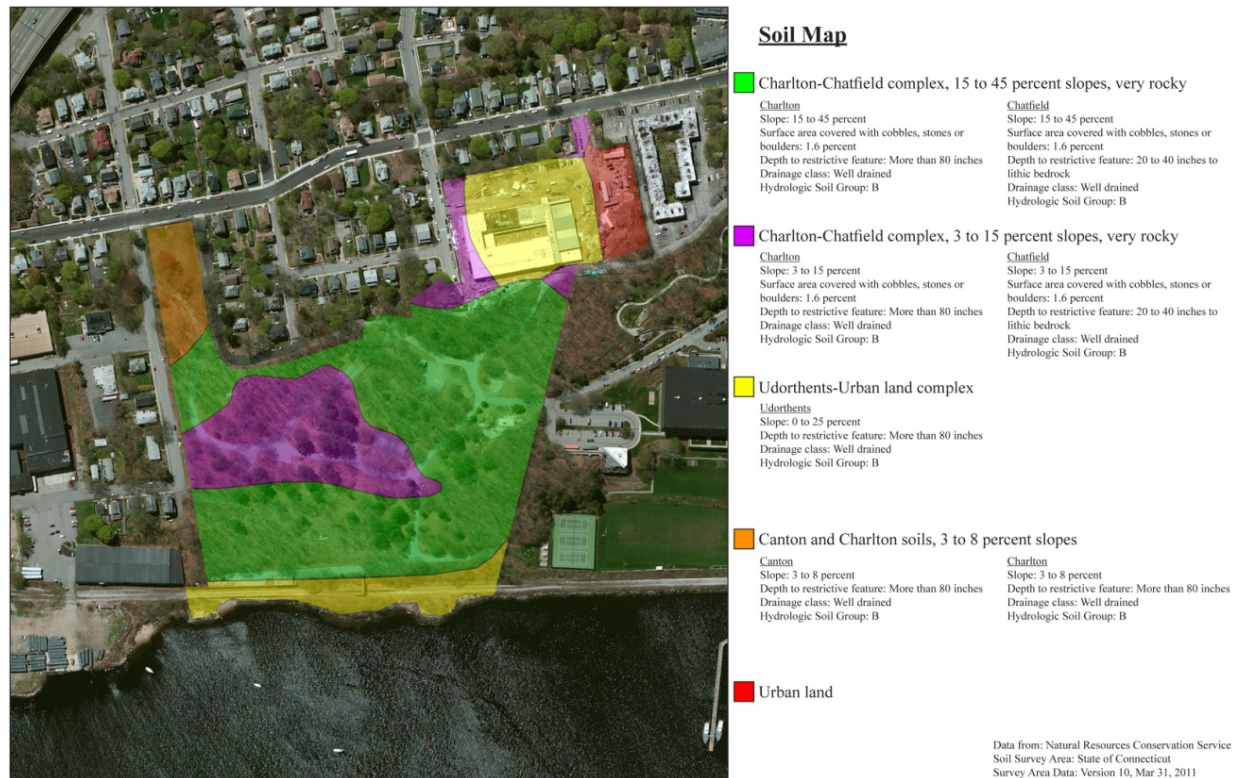 Soil Map
Charlton-Chatfield complex, 15 to 45 percent slopes, very rocky
Charlton
Slope: 15 to 45 percent
Surface area covered with cobbles, stones or
boulders: 1.6 percent
Depth to restrictive feature: More than 80 inches
Drainage class: Well drained
Hydrologic Soil Group: B
Chatfield
Slope: 15 to 45 percent
Surface area covered with cobbles, stones or
boulders: 1.6 percent
Depth to restrictive feature: 20 to 40 inches to
lithic bedrock
Drainage class: Well drained
Hydrologic Soil Group: B
Charlton-Chatfield complex, 3 to 15 percent slopes, very rocky
Charlton
Slope: 3 to 15 percent
Surface area covered with cobbles, stones or
boulders: 1.6 percent
Depth to restrictive feature: More than 80 inches
Drainage class: Well drained
Hydrologic Soil Group: B
Chatfield
Slope: 3 to 15 percent
Surface area covered with cobbles, stones or
boulders: 1.6 percent
Depth to restrictive feature: 20 to 40 inches to
lithic bedrock
Drainage class: Well drained
Hydrologic Soil Group: B
Udorthents-Urban land complex
Udorthents
Slope: 0 to 25 percent
Depth to restrictive feature: More than 80 inches
Drainage class: Well drained
Hydrologic Soil Group: B
Canton and Charlton soils, 3 to 8 percent slopes
Canton
Slope: 3 to 8 percent
Depth to restrictive feature: More than 80 inches
Drainage class: Well drained
Hydrologic Soil Group: B
Charlton
Slope: 3 to 8 percent
Depth to restrictive feature: More than 80 inches
Drainage class: Well drained
Hydrologic Soil Group: B
Urban land
Data from: Natural Resources Conservation Service
Soil Survey Area: State of Connecticut
Survey Area Data: Version 10, Mar 31, 2011